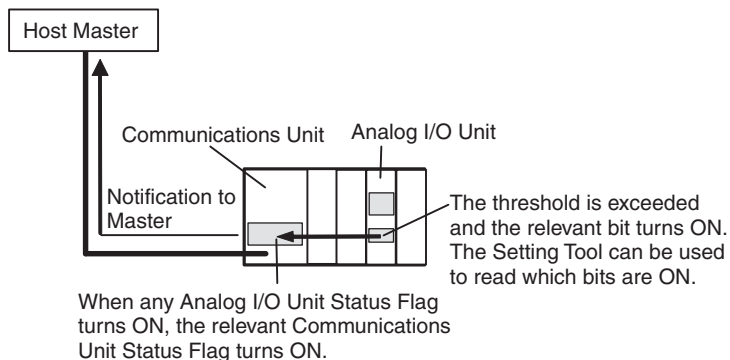 Host Master
Communications Unit
Analog I/O Unit
Notification to
Master
The threshold is exceeded
and the relevant bit turns ON.
The Setting Tool can be used
to read which bits are ON.
When any Analog I/O Unit Status Flag
turns ON, the relevant Communications
Unit Status Flag turns ON.